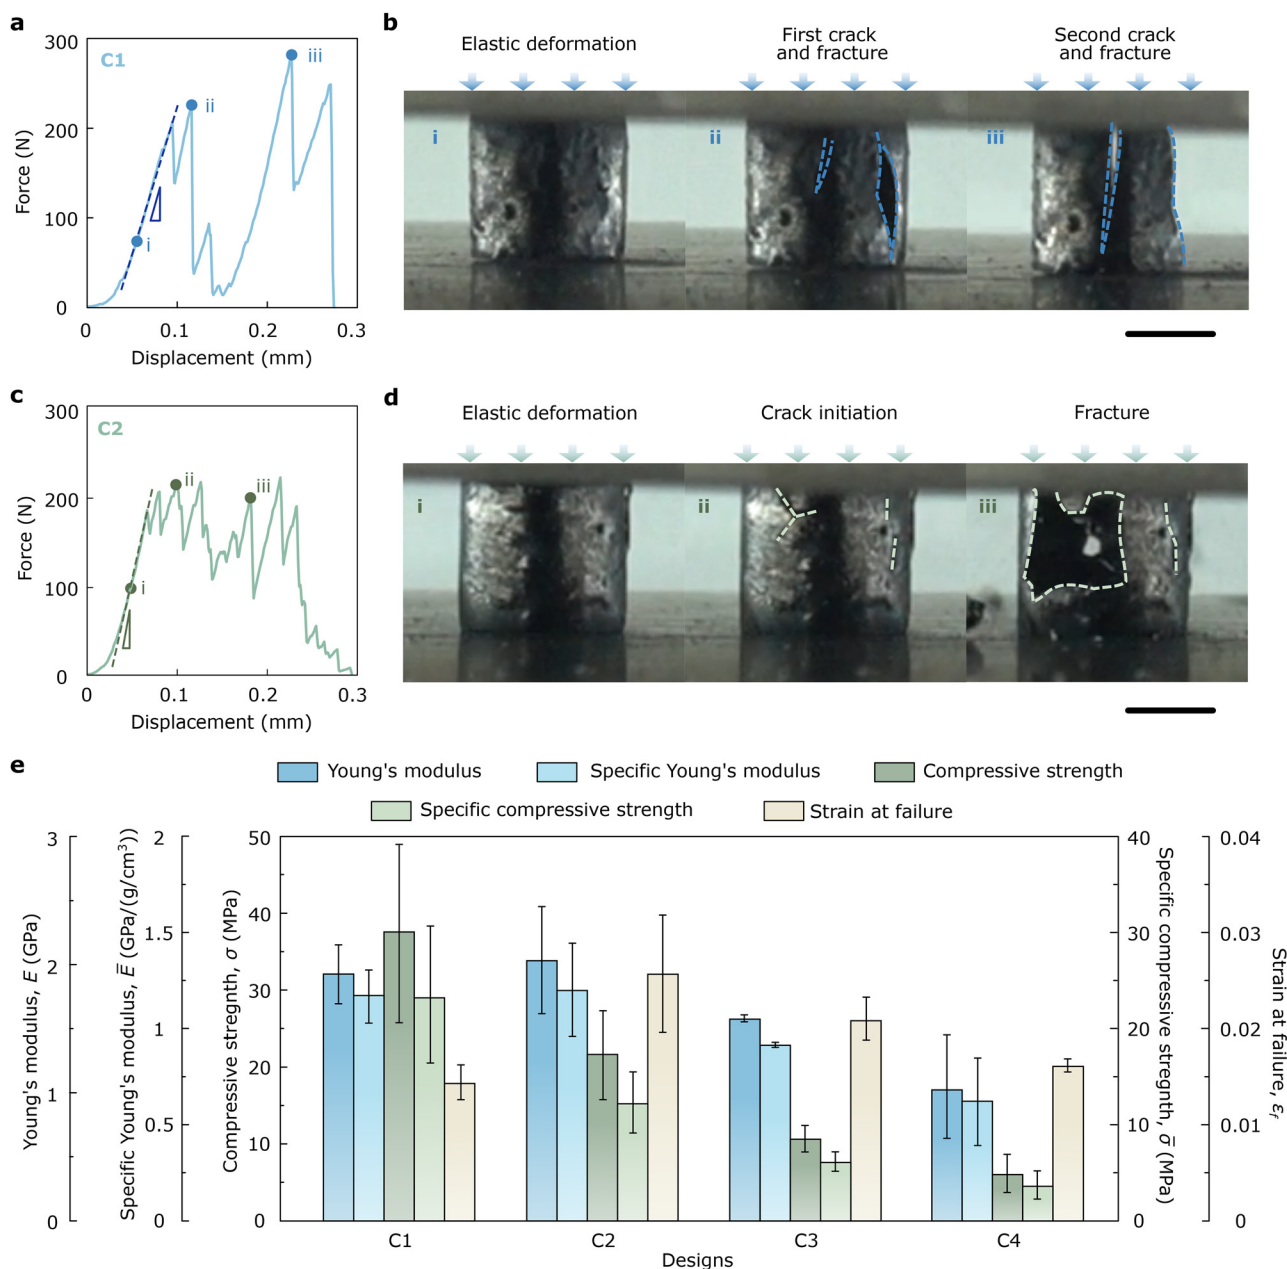 a
300
200
100
0
Force (N)
C1
i
ii
iii
0
0.1
0.2
0.3
Displacement (mm)
b
Elastic deformation
First crack
and fracture
Second crack
and fracture
i
ii
iii
c
300
200
100
0
Force (N)
C2
i
ii
iii
0
0.1
0.2
0.3
Displacement (mm)
d
Elastic deformation
Crack initiation
Fracture
i
ii
iii
e
Young's modulus
Specific Young's modulus
Compressive strength
Specific compressive strength
Strain at failure
3
2
1
0
Young's modulus, E (GPa)
2
1.5
1
0.5
0
Specific Young's modulus, E̅ (GPa/(g/cm³))
50
40
30
20
10
0
Compressive stregnth, σ (MPa)
40
30
20
10
0
Specific compressive stregnth, σ̅ (MPa)
0.04
0.03
0.02
0.01
0
Strain at failure, εf
C1
C2
C3
C4
Designs